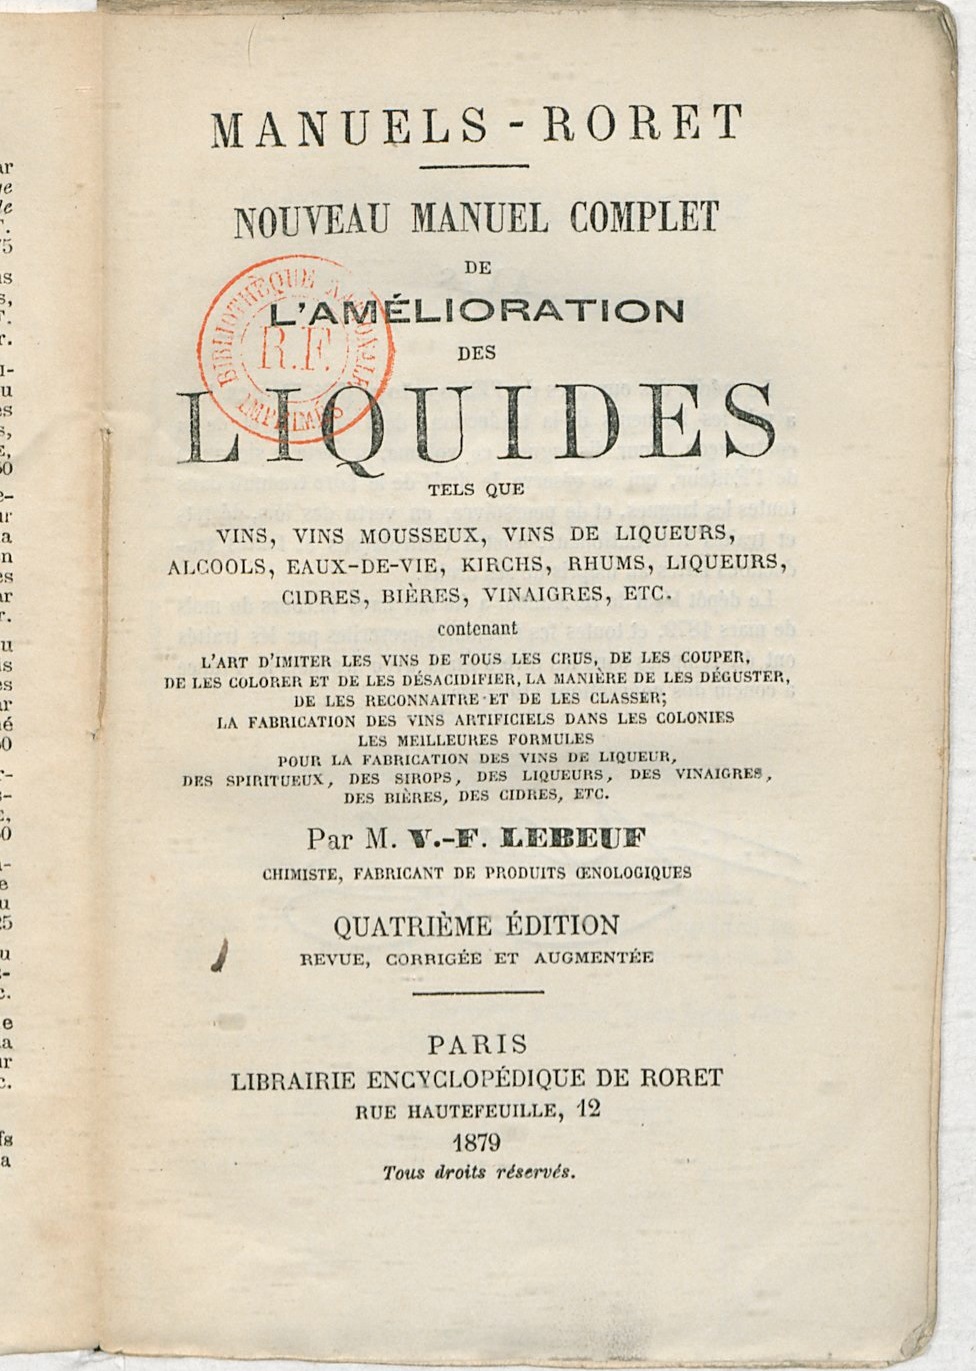 MANUELS-RORET
NOUVEAU MANUEL COMPLET
DE
L'AMÉLIORATION
DES
LIQUIDES
TELS QUE
VINS, VINS MOUSSEUX, VINS DE LIQUEURS,
ALCOOLS, EAUX-DE-VIE, KIRCHS, RHUMS, LIQUEURS,
CIDRES, BIÈRES, VINAIGRES, ETC.
contenant
L'ART D'IMITER LES VINS DE TOUS LES CRUS, DE LES COUPER,
DE LES COLORER ET DE LES DÉSACIDIFIER, LA MANIÈRE DE LES DÉGUSTER,
DE LES RECONNAITRE ET DE LES CLASSER;
LA FABRICATION DES VINS ARTIFICIELS DANS LES COLONIES
LES MEILLEURES FORMULES
POUR LA FABRICATION DES VINS DE LIQUEUR,
DES SPIRITUEUX, DES SIROPS, DES LIQUEURS, DES VINAIGRES,
DES BIÈRES, DES CIDRES, ETC.
Par M. V.-F. LEBEUF
CHIMISTE, FABRICANT DE PRODUITS ŒNOLOGIQUES
QUATRIÈME ÉDITION
REVUE, CORRIGÉE ET AUGMENTÉE
PARIS
LIBRAIRIE ENCYCLOPÉDIQUE DE RORET
RUE HAUTEFEUILLE, 12
1879
Tous droits réservés.
BIBLIOTHÈQUE NATIONALE
R.F.
IMPRIMÉS